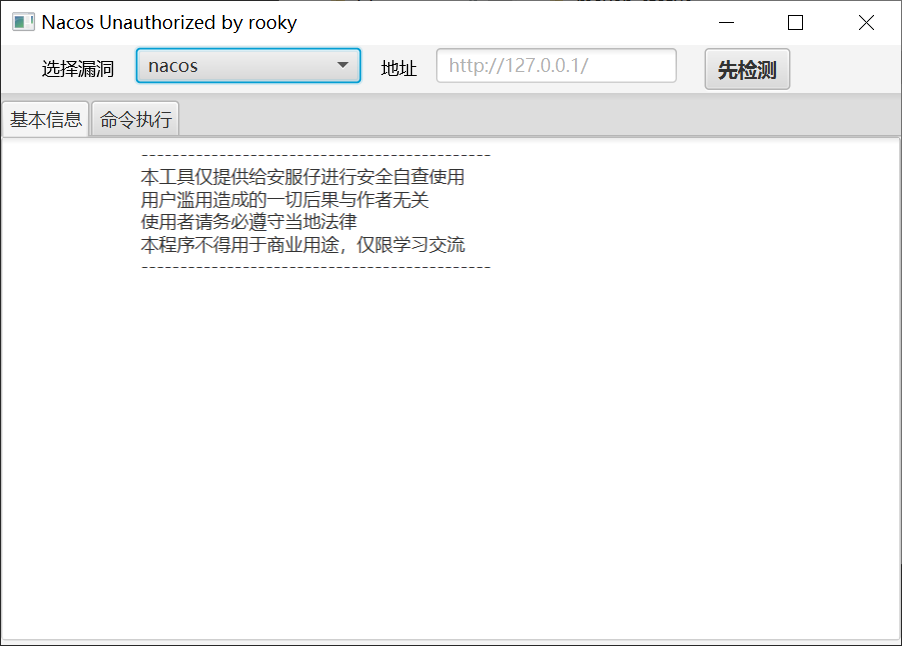 Nacos Unauthorized by rooky
选择漏洞 nacos 地址 http://127.0.0.1/ 先检测
基本信息 命令执行
---------------------------------------------
本工具仅提供给安服仔进行安全自查使用
用户滥用造成的一切后果与作者无关
使用者请务必遵守当地法律
本程序不得用于商业用途，仅限学习交流
---------------------------------------------